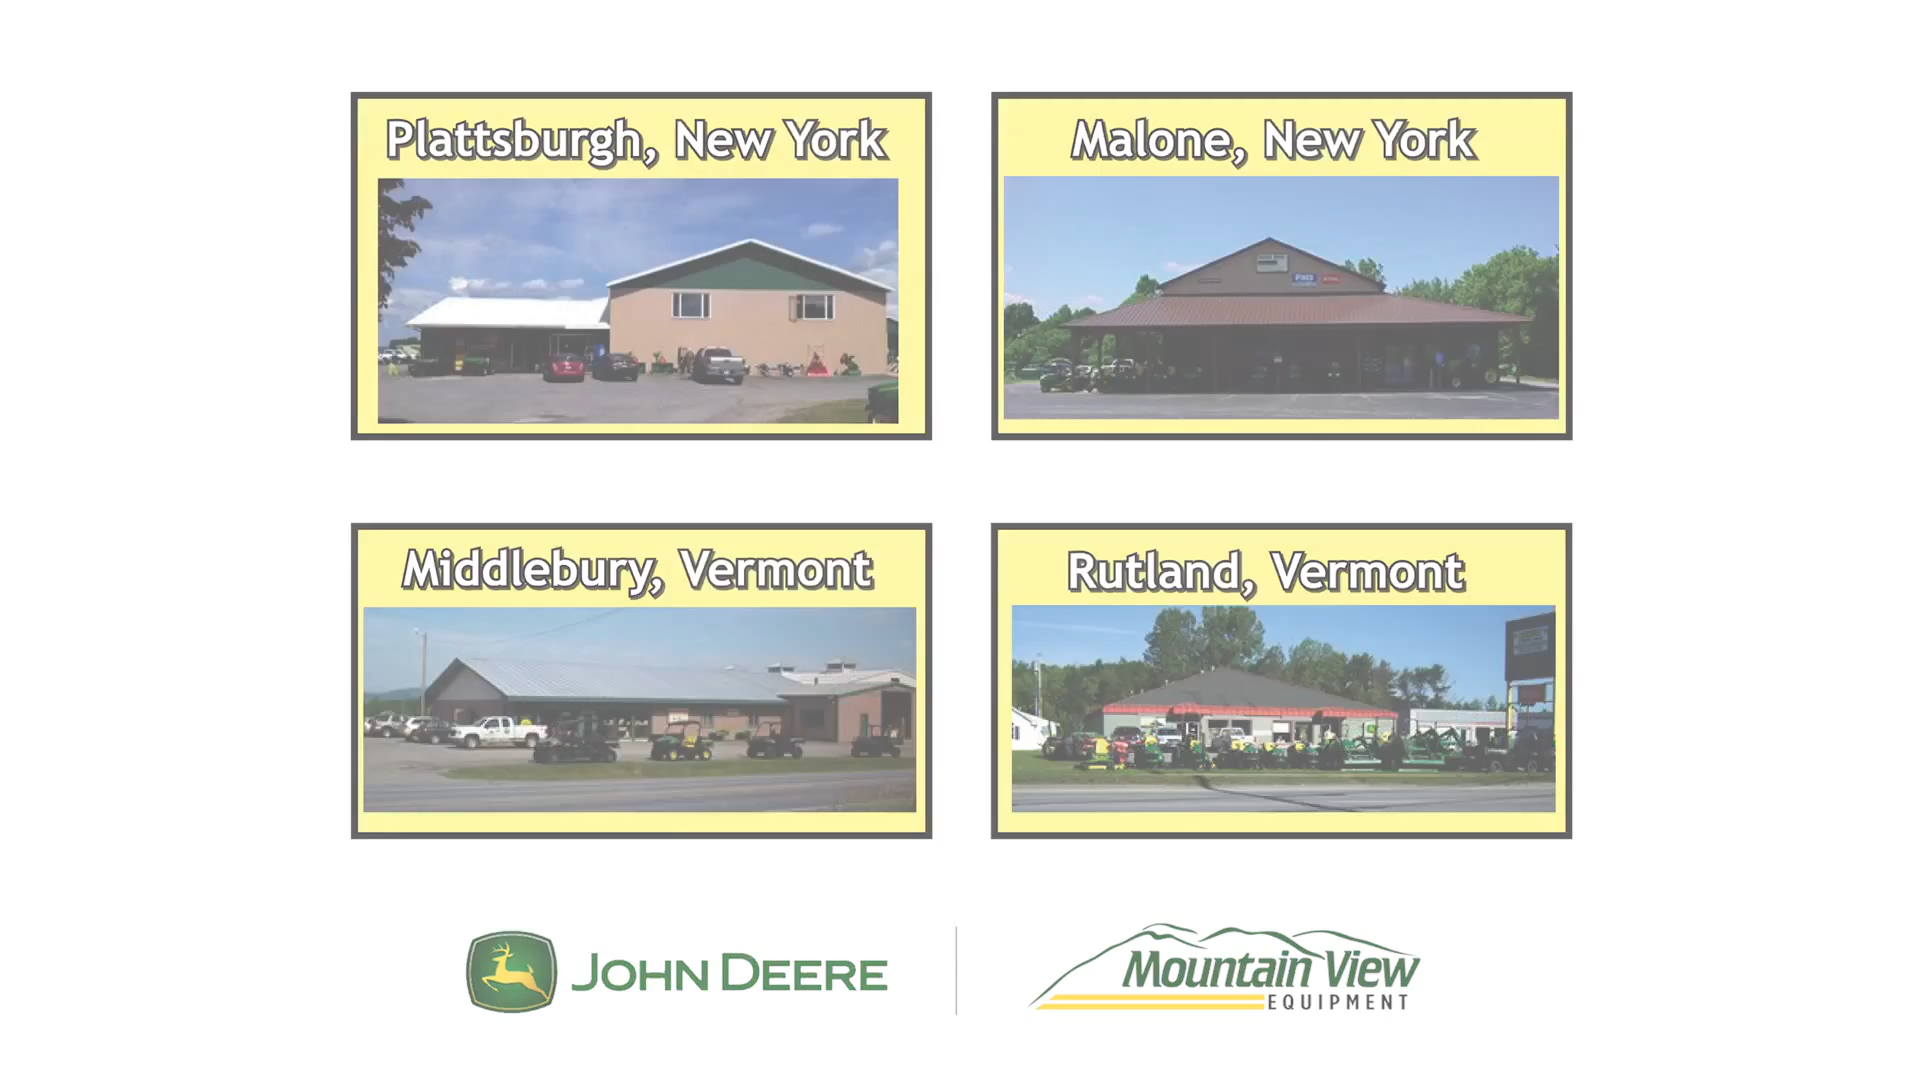 Plattsburgh, New York
Malone, New York
Middlebury, Vermont
Rutland, Vermont
JOHN DEERE
Mountain View
EQUIPMENT